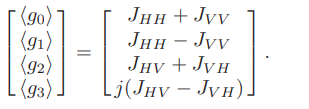 ⟨g₀⟩ = J_HH + J_VV
⟨g₁⟩ J_HH − J_VV
⟨g₂⟩ J_HV + J_VH
⟨g₃⟩ j(J_HV − J_VH) .